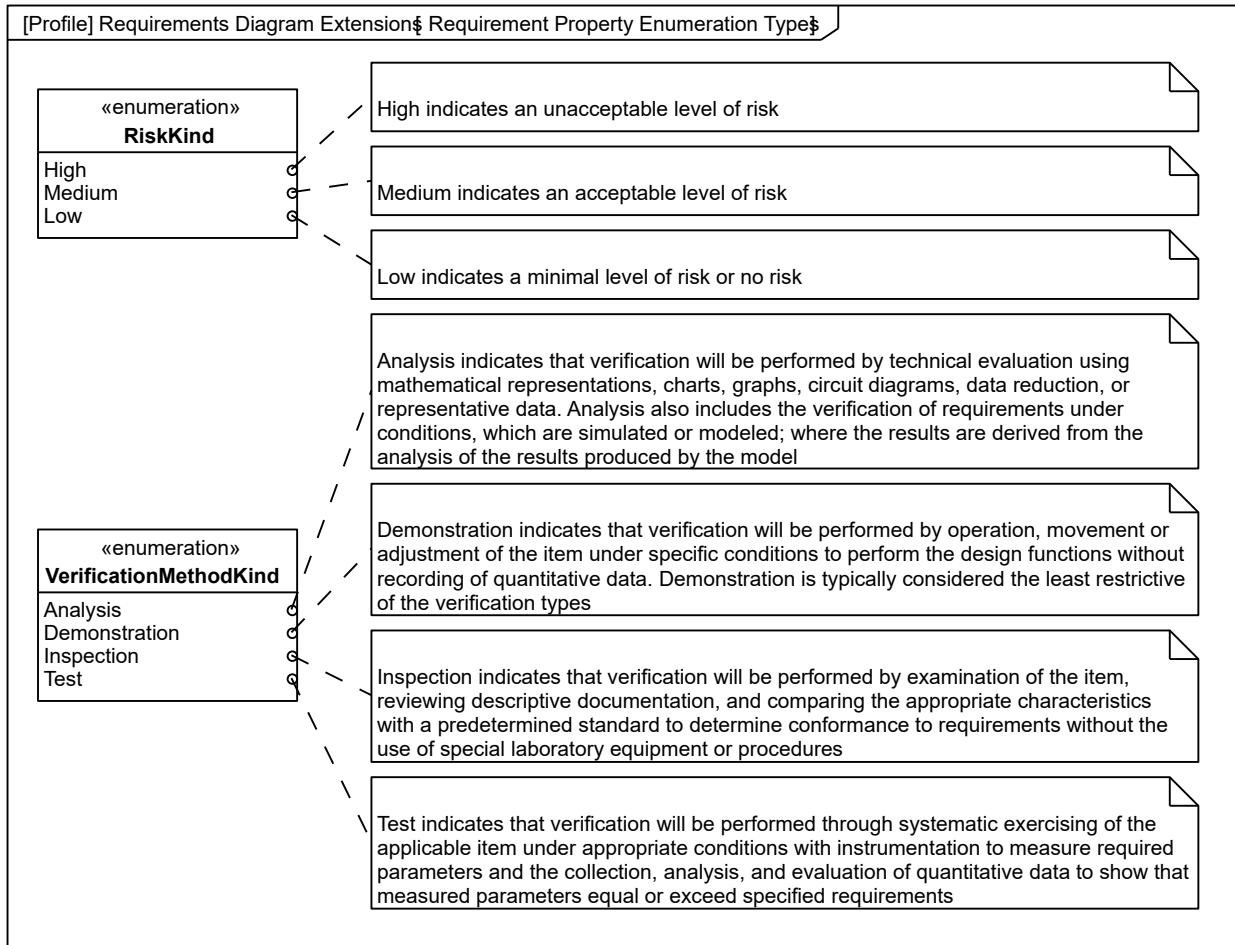 [Profile] Requirements Diagram Extensions[ Requirement Property Enumeration Types]
«enumeration»
RiskKind
High
Medium
Low
High indicates an unacceptable level of risk
Medium indicates an acceptable level of risk
Low indicates a minimal level of risk or no risk
Analysis indicates that verification will be performed by technical evaluation using
mathematical representations, charts, graphs, circuit diagrams, data reduction, or
representative data. Analysis also includes the verification of requirements under
conditions, which are simulated or modeled; where the results are derived from the
analysis of the results produced by the model
«enumeration»
VerificationMethodKind
Analysis
Demonstration
Inspection
Test
Demonstration indicates that verification will be performed by operation, movement or
adjustment of the item under specific conditions to perform the design functions without
recording of quantitative data. Demonstration is typically considered the least restrictive
of the verification types
Inspection indicates that verification will be performed by examination of the item,
reviewing descriptive documentation, and comparing the appropriate characteristics
with a predetermined standard to determine conformance to requirements without the
use of special laboratory equipment or procedures
Test indicates that verification will be performed through systematic exercising of the
applicable item under appropriate conditions with instrumentation to measure required
parameters and the collection, analysis, and evaluation of quantitative data to show that
measured parameters equal or exceed specified requirements